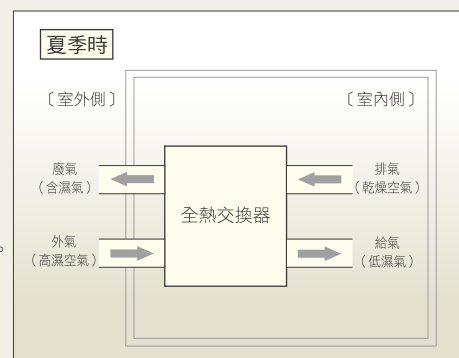 夏季時
〔室外側〕
〔室內側〕
廢氣
（含濕氣）
排氣
（乾燥空氣）
全熱交換器
外氣
（高濕空氣）
給氣
（低濕氣）
。